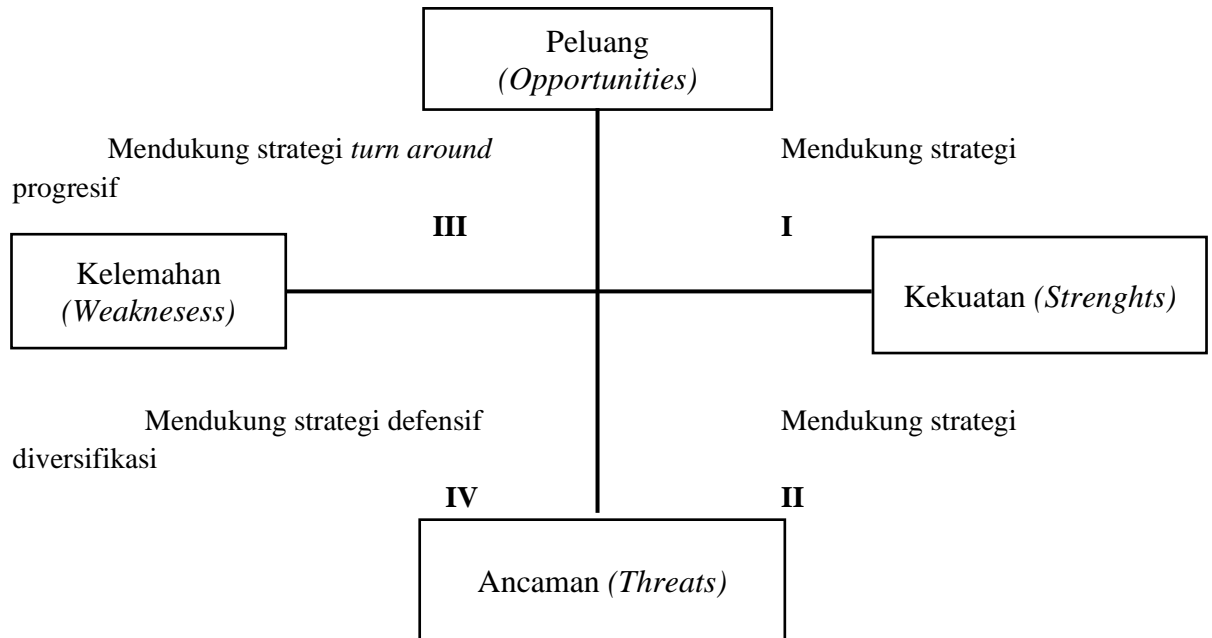 Peluang
(Opportunities)
Mendukung strategi turn around Mendukung strategi
progresif
III I
Kelemahan
(Weaknesess)
Kekuatan (Strenghts)
Mendukung strategi defensif Mendukung strategi
diversifikasi
IV II
Ancaman (Threats)